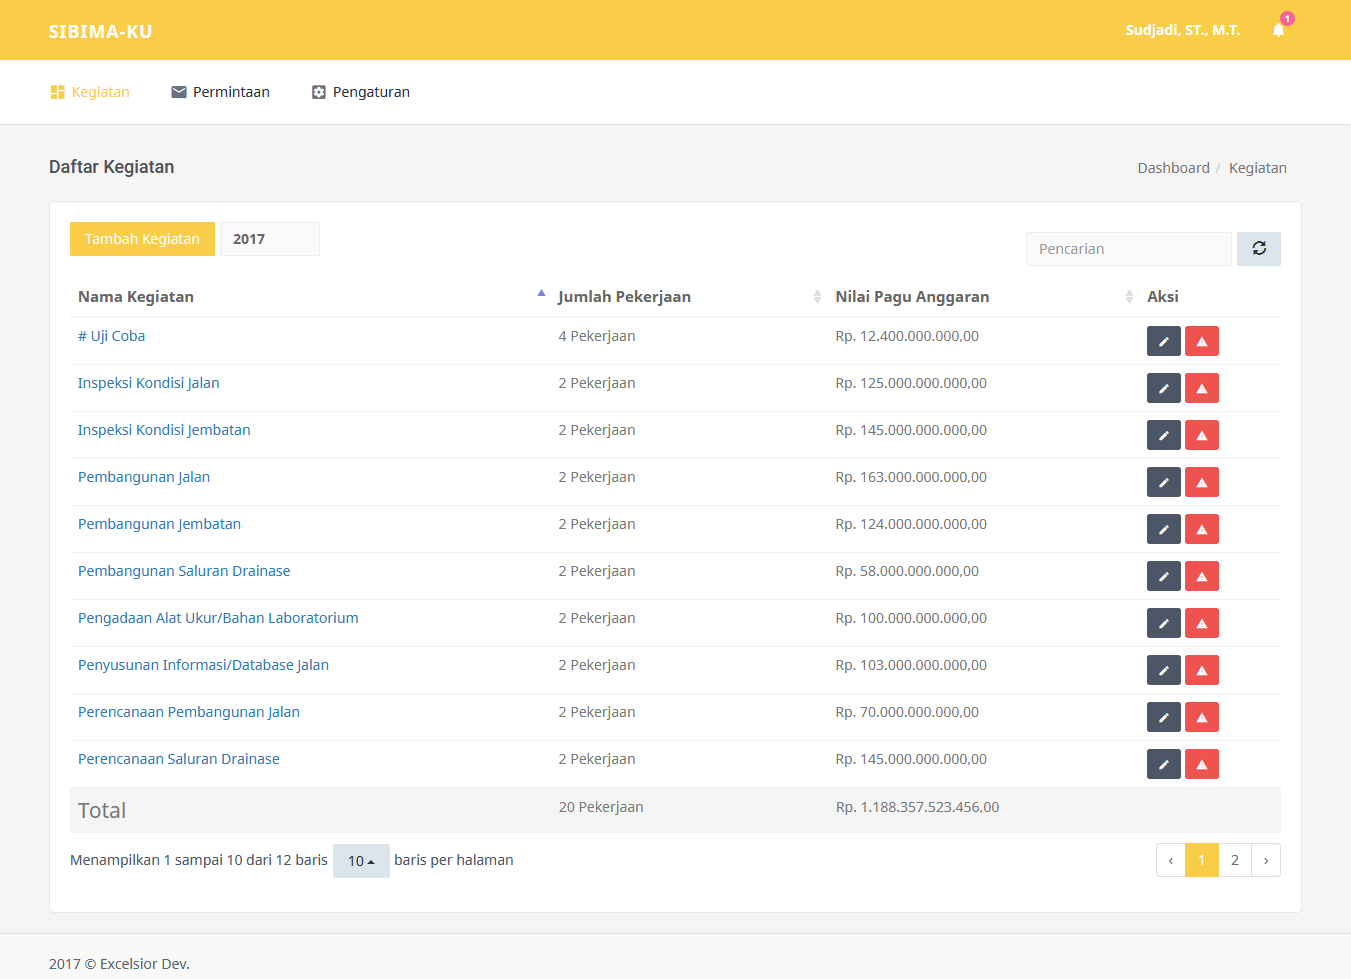 SIBIMA-KU
Sudjadi, ST., M.T.
1
Kegiatan
Permintaan
Pengaturan
Daftar Kegiatan
Dashboard / Kegiatan
Tambah Kegiatan
2017
Pencarian
Nama Kegiatan Jumlah Pekerjaan Nilai Pagu Anggaran Aksi
# Uji Coba 4 Pekerjaan Rp. 12.400.000.000,00
Inspeksi Kondisi Jalan 2 Pekerjaan Rp. 125.000.000.000,00
Inspeksi Kondisi Jembatan 2 Pekerjaan Rp. 145.000.000.000,00
Pembangunan Jalan 2 Pekerjaan Rp. 163.000.000.000,00
Pembangunan Jembatan 2 Pekerjaan Rp. 124.000.000.000,00
Pembangunan Saluran Drainase 2 Pekerjaan Rp. 58.000.000.000,00
Pengadaan Alat Ukur/Bahan Laboratorium 2 Pekerjaan Rp. 100.000.000.000,00
Penyusunan Informasi/Database Jalan 2 Pekerjaan Rp. 103.000.000.000,00
Perencanaan Pembangunan Jalan 2 Pekerjaan Rp. 70.000.000.000,00
Perencanaan Saluran Drainase 2 Pekerjaan Rp. 145.000.000.000,00
Total 20 Pekerjaan Rp. 1.188.357.523.456,00
Menampilkan 1 sampai 10 dari 12 baris 10 baris per halaman
‹ 1 2 ›
2017 © Excelsior Dev.